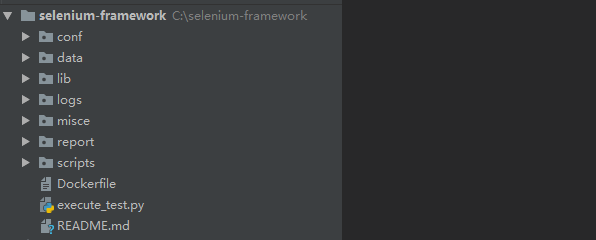 selenium-framework C:\selenium-framework
conf
data
lib
logs
misce
report
scripts
Dockerfile
execute_test.py
README.md